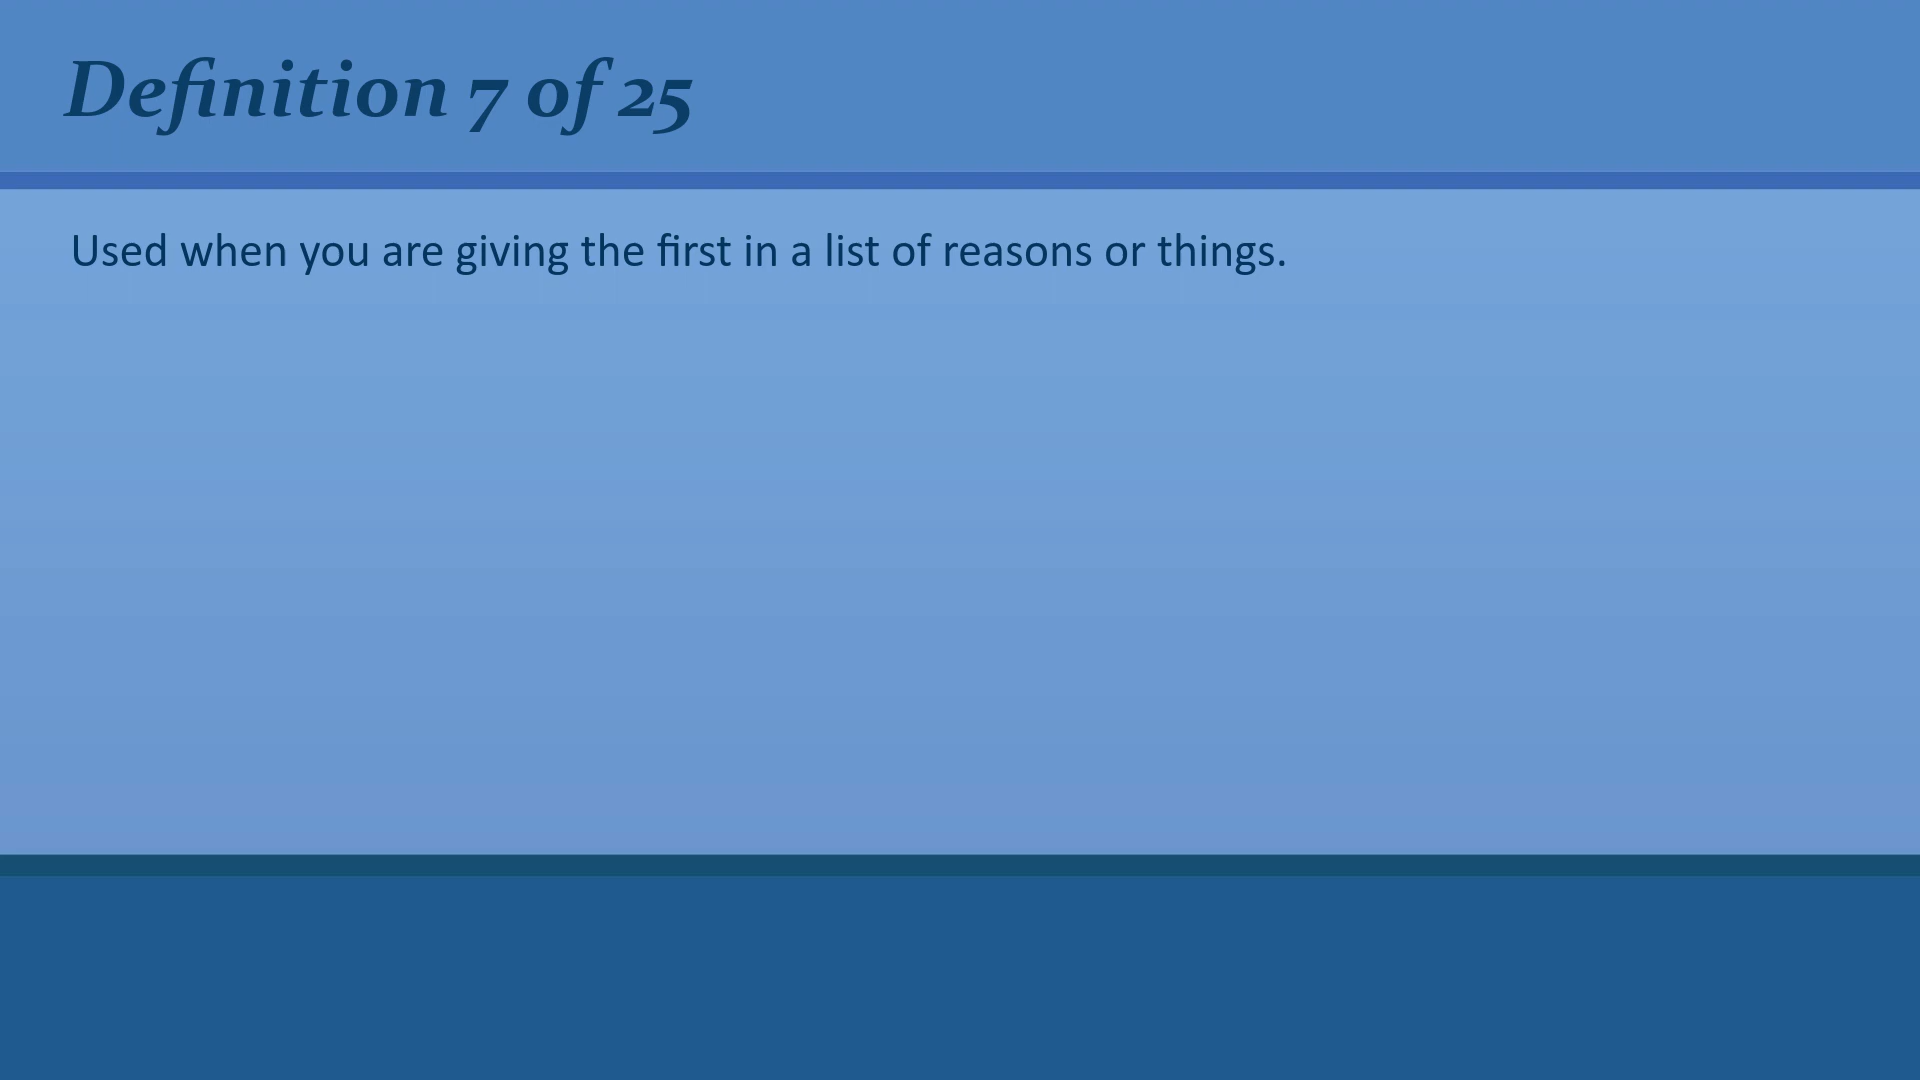 Definition 7 of 25
Used when you are giving the first in a list of reasons or things.